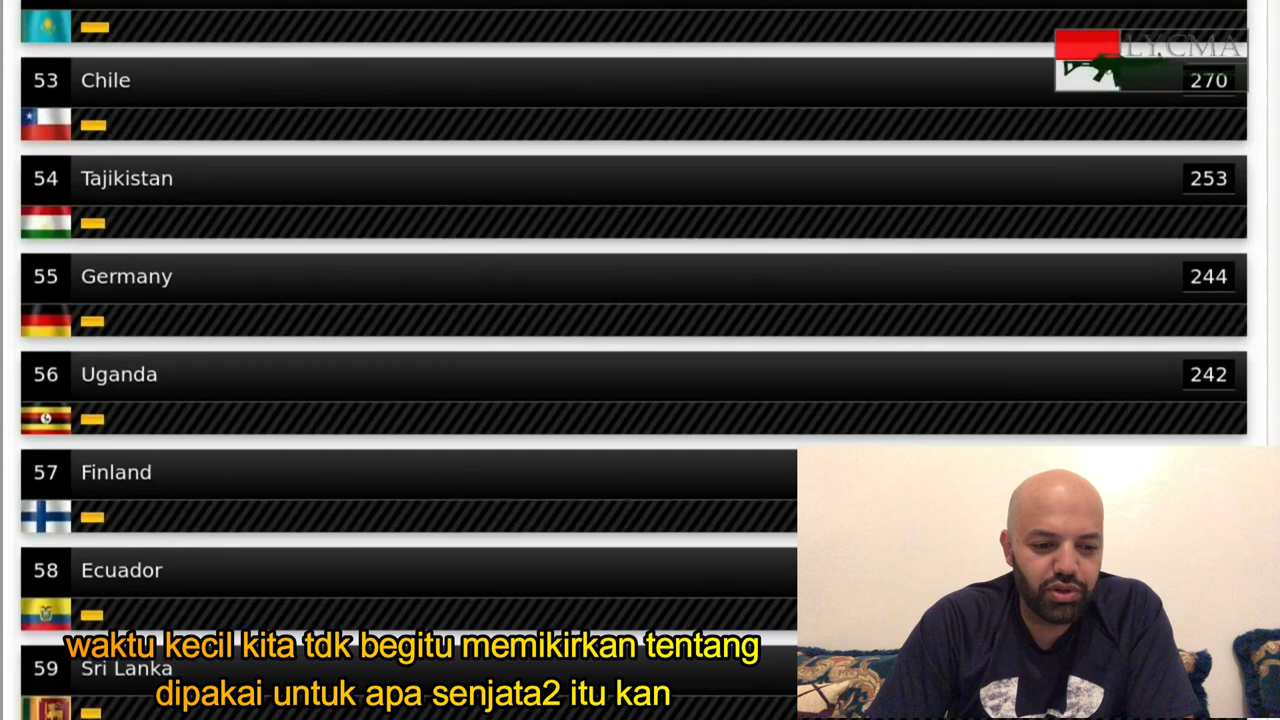 LYCMA
53 Chile 270
54 Tajikistan 253
55 Germany 244
56 Uganda 242
57 Finland
58 Ecuador
59 Sri Lanka
waktu kecil kita tdk begitu memikirkan tentang
dipakai untuk apa senjata2 itu kan